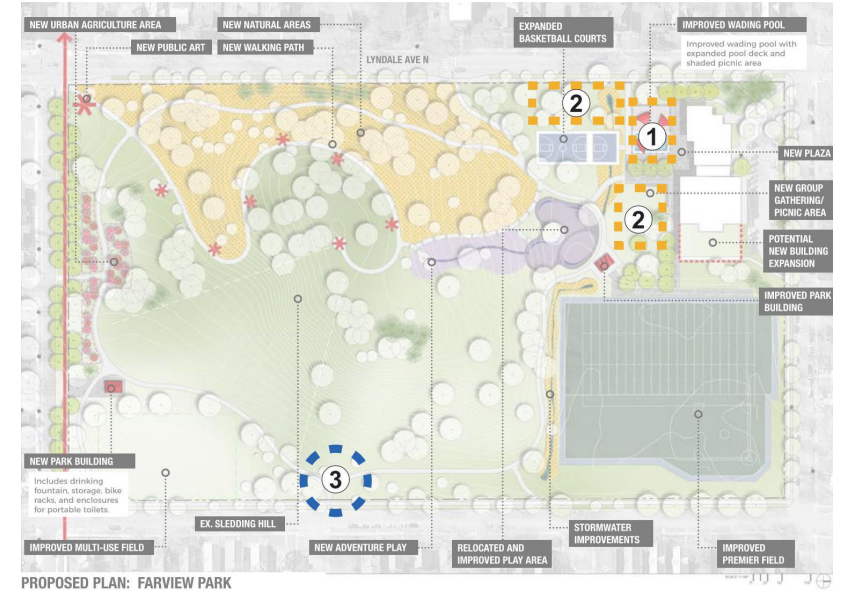 NEW URBAN AGRICULTURE AREA
NEW PUBLIC ART
NEW NATURAL AREAS
NEW WALKING PATH
LYNDALE AVE N
EXPANDED
BASKETBALL COURTS
IMPROVED WADING POOL
Improved wading pool with
expanded pool deck and
shaded picnic area
2
1
NEW PLAZA
NEW GROUP
GATHERING/
PICNIC AREA
2
POTENTIAL
NEW BUILDING
EXPANSION
IMPROVED PARK
BUILDING
NEW PARK BUILDING
Includes drinking
fountain, storage, bike
racks, and enclosures
for portable toilets.
3
EX. SLEDDING HILL
IMPROVED MULTI-USE FIELD
NEW ADVENTURE PLAY
RELOCATED AND
IMPROVED PLAY AREA
STORMWATER
IMPROVEMENTS
IMPROVED
PREMIER FIELD
PROPOSED PLAN: FARVIEW PARK